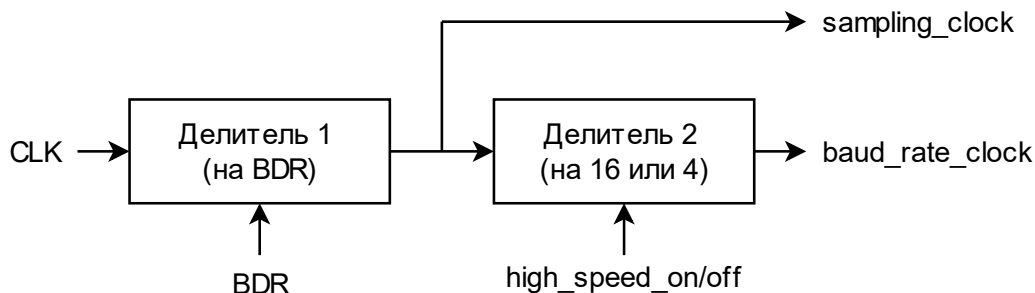 sampling_clock
CLK
Делитель 1
(на BDR)
Делитель 2
(на 16 или 4)
baud_rate_clock
BDR
high_speed_on/off